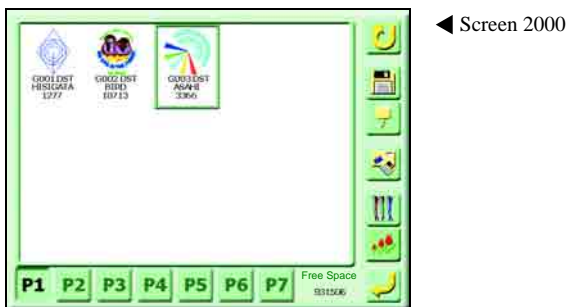 ◀ Screen 2000
G001 DST
HISIGATA
1277
G002 DST
BIRD
10713
G003 DST
ASAHI
3366
P1 P2 P3 P4 P5 P6 P7
Free Space
931506